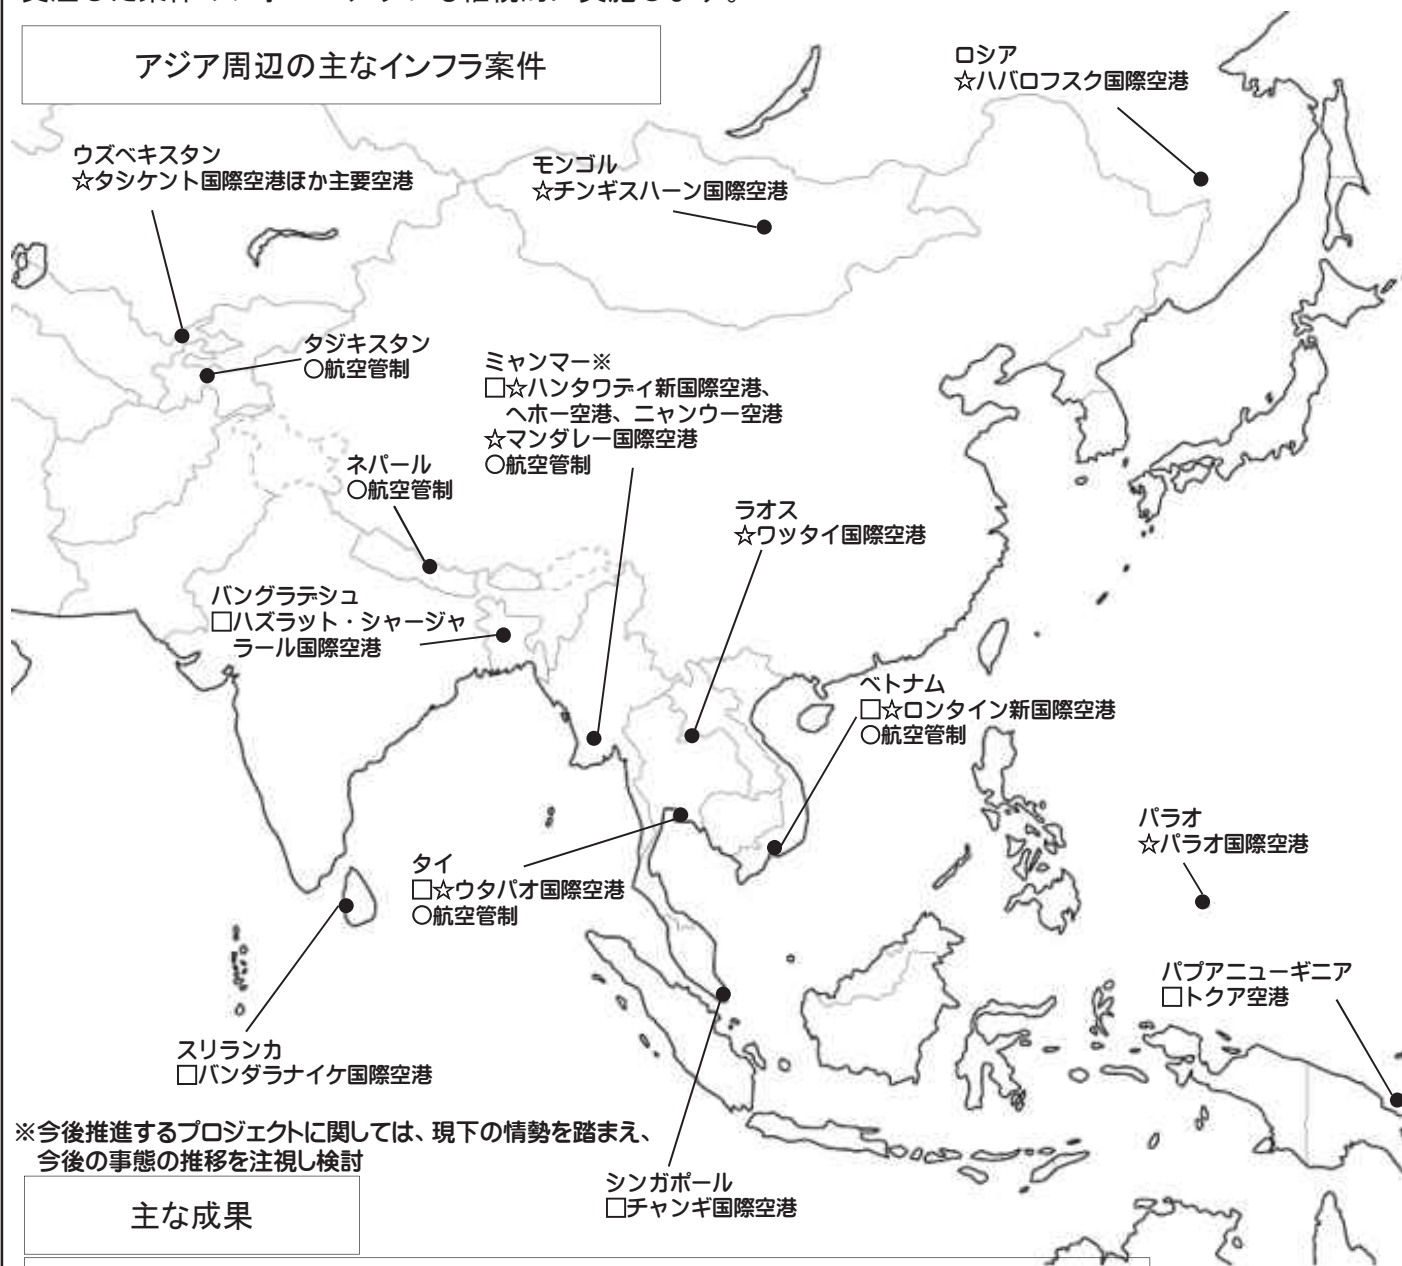 アジア周辺の主なインフラ案件
ロシア
☆ハバロフスク国際空港
ウズベキスタン
☆タシケント国際空港ほか主要空港
モンゴル
☆チンギスハーン国際空港
タジキスタン
○航空管制
ミャンマー※
□☆ハンタワディ新国際空港、
ヘホー空港、ニャンウー空港
☆マンダレー国際空港
○航空管制
ネパール
○航空管制
ラオス
☆ワッタイ国際空港
バングラデシュ
□ハズラット・シャージャ
ラール国際空港
ベトナム
□☆ロンタイン新国際空港
○航空管制
パラオ
☆パラオ国際空港
タイ
□☆ウタパオ国際空港
○航空管制
パプアニューギニア
□トクア空港
スリランカ
□バンダラナイケ国際空港
※今後推進するプロジェクトに関しては、現下の情勢を踏まえ、
今後の事態の推移を注視し検討
シンガポール
□チャンギ国際空港
主な成果